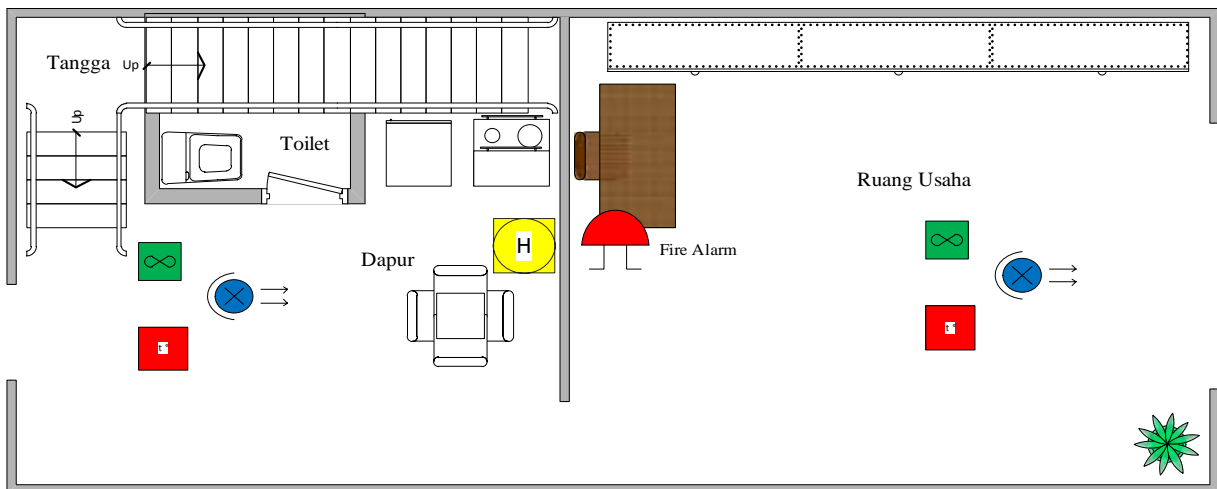 Tangga
Up
Up
Toilet
Ruang Usaha
H
Fire Alarm
Dapur
t °
t °